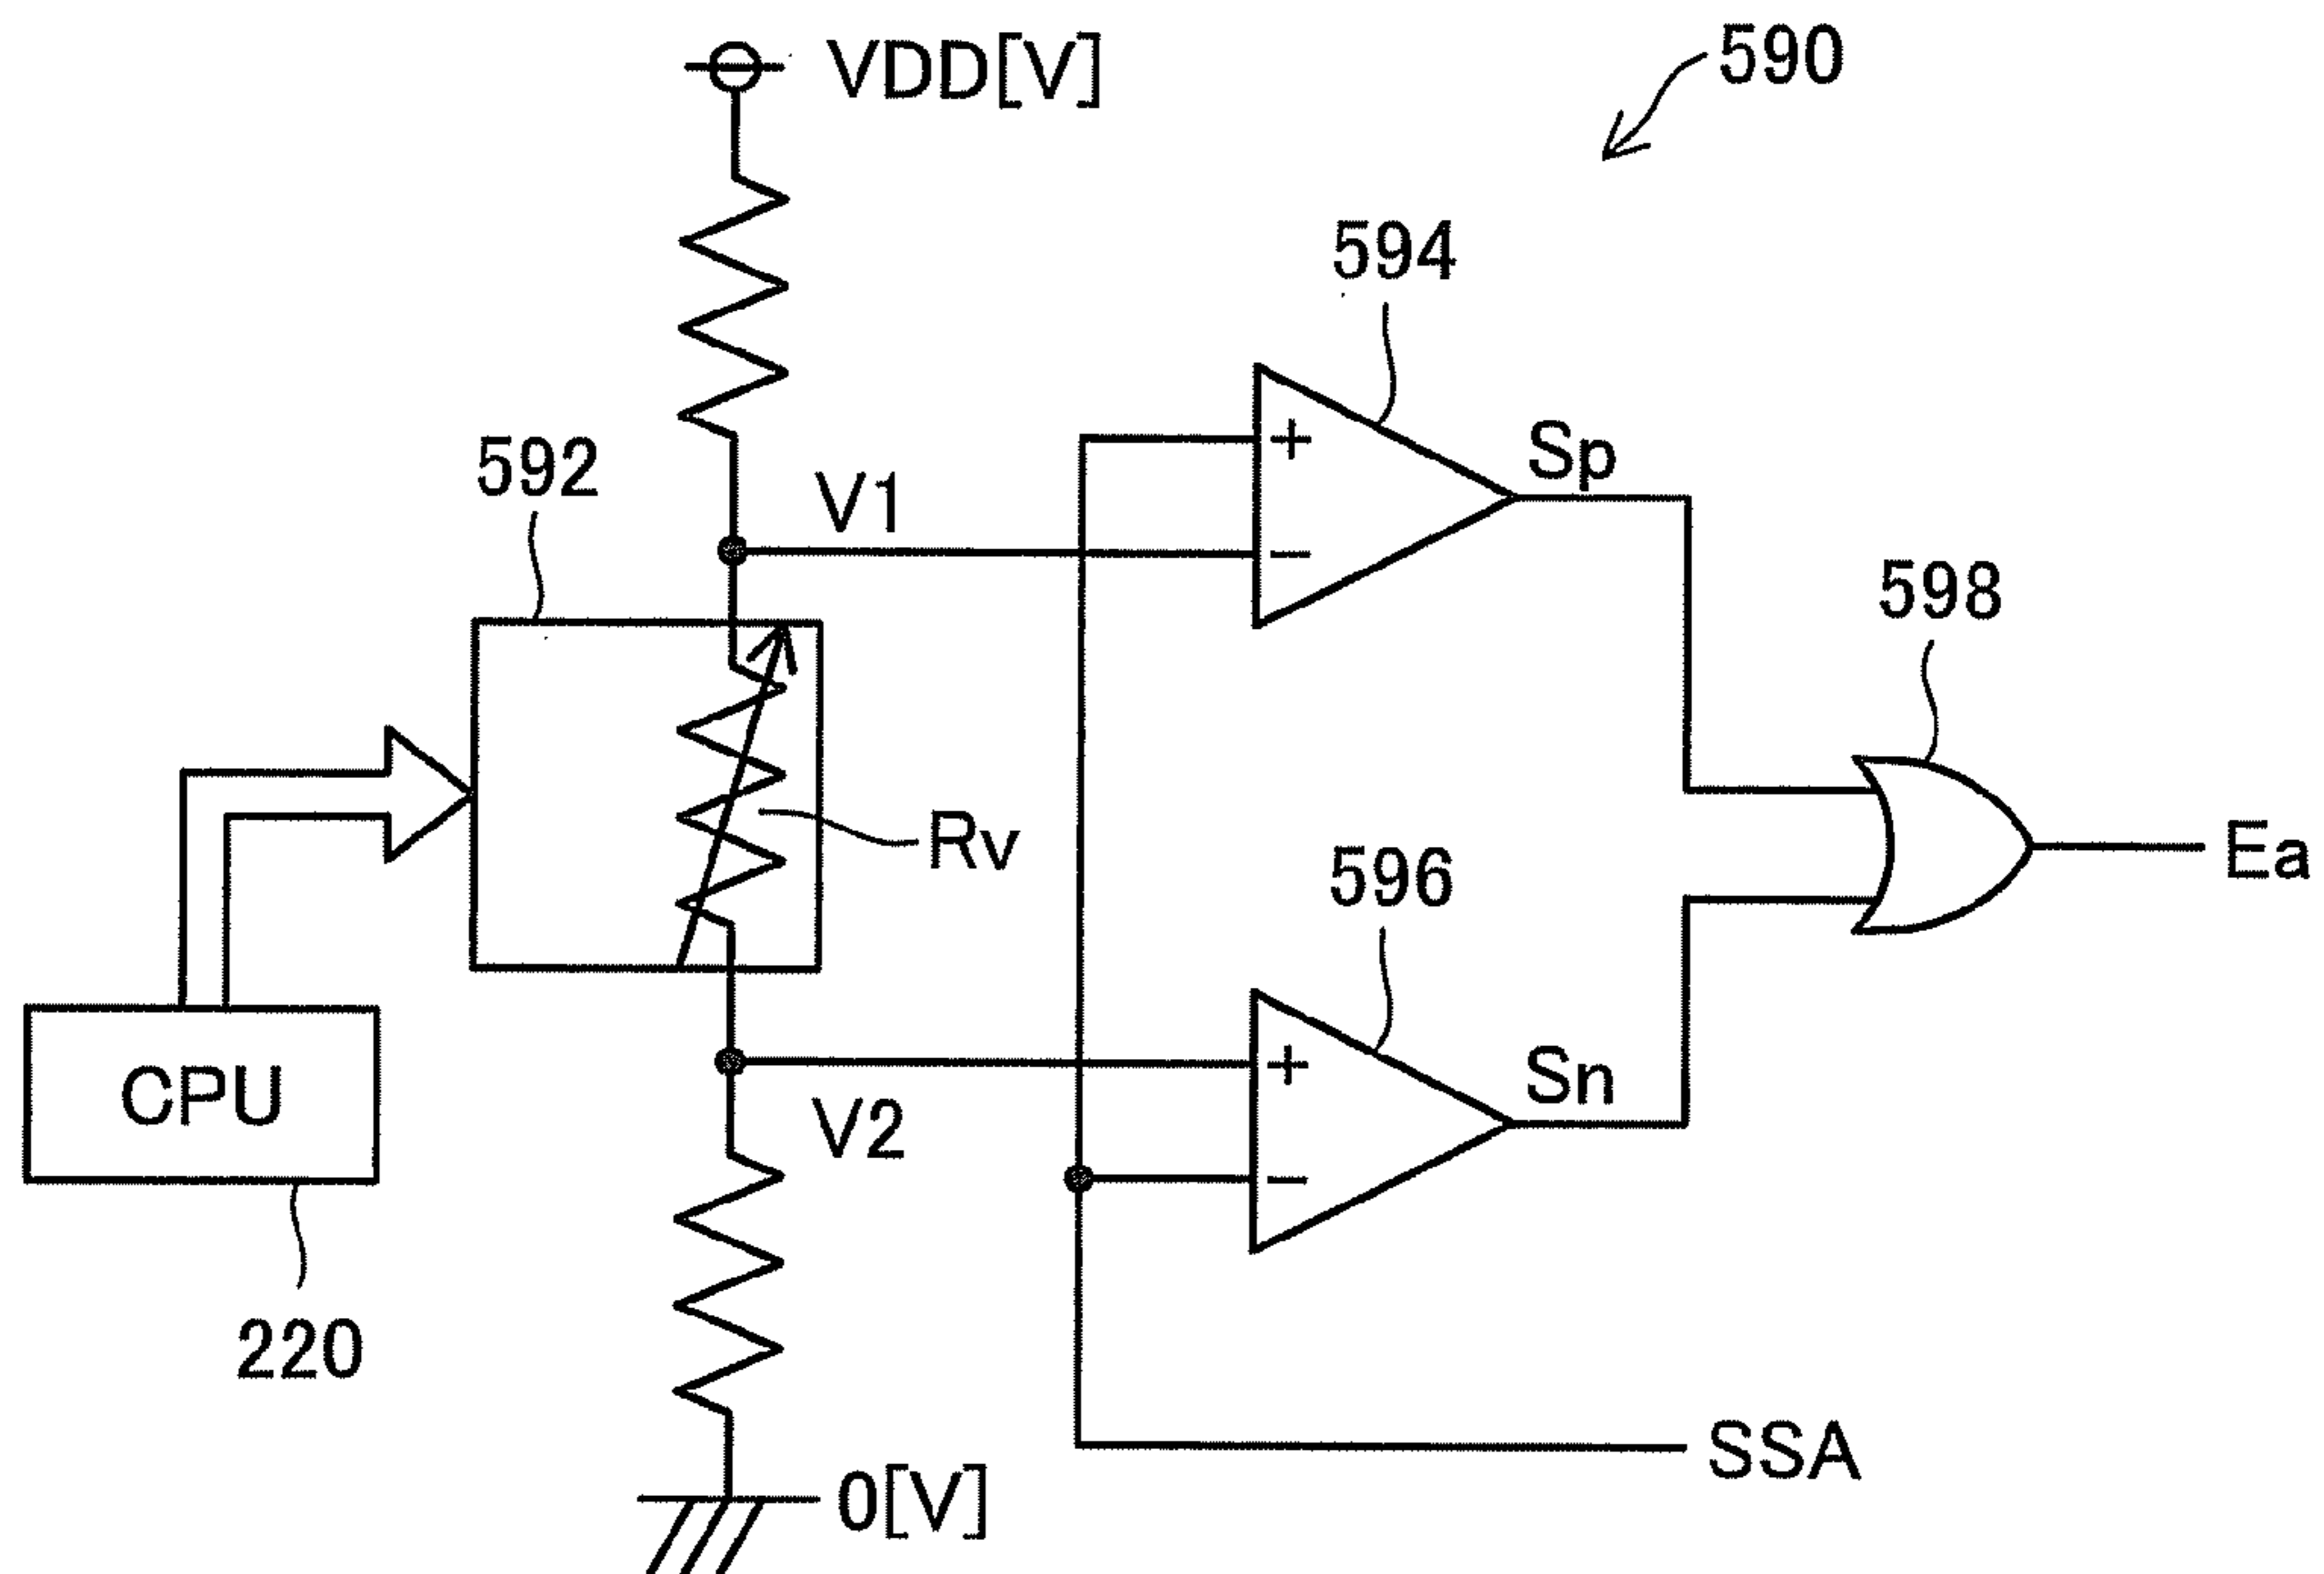 VDD[V]
590
594
Sp
592
V1
598
+
−
Rv
Ea
596
CPU
+
−
Sn
V2
220
SSA
0[V]